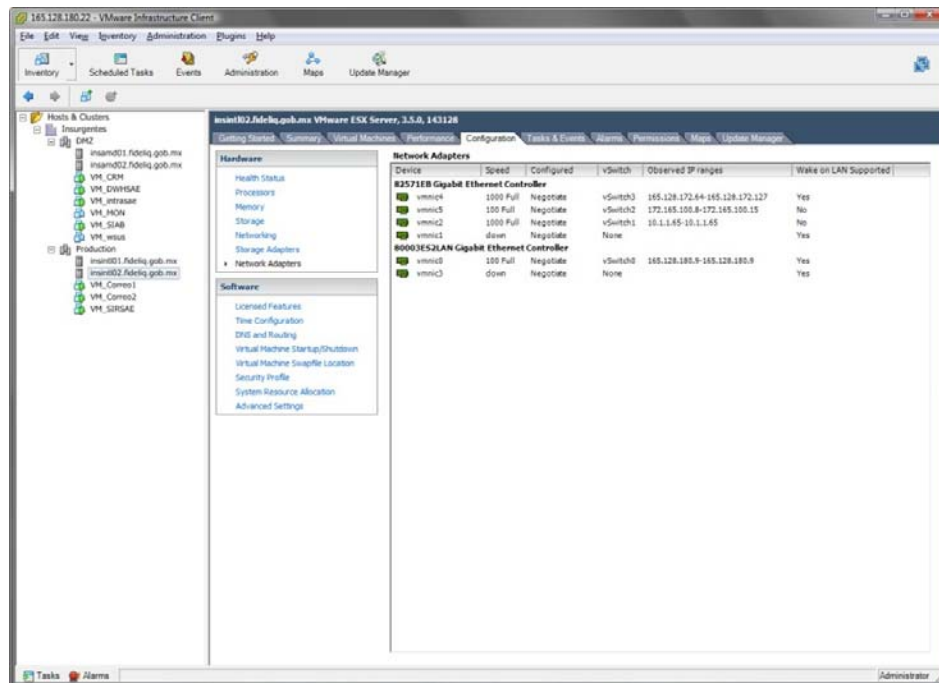 165.128.180.22 - VMware Infrastructure Client
File Edit View Inventory Administration Plugins Help
Inventory Scheduled Tasks Events Administration Maps Update Manager
Hosts & Clusters
Insurgentes
DMZ
insamd01.fideliq.gob.mx
insamd02.fideliq.gob.mx
VM_CRM
VM_DWHSAE
VM_intrasae
VM_MON
VM_SIAB
VM_wsus
Production
insintl01.fideliq.gob.mx
insintl02.fideliq.gob.mx
VM_Correo1
VM_Correo2
VM_SIRSAE
insintl02.fideliq.gob.mx VMware ESX Server, 3.5.0, 143128
Getting Started Summary Virtual Machines Performance Configuration Tasks & Events Alarms Permissions Maps Update Manager
Hardware
Health Status
Processors
Memory
Storage
Networking
Storage Adapters
Network Adapters
Software
Licensed Features
Time Configuration
DNS and Routing
Virtual Machine Startup/Shutdown
Virtual Machine Swapfile Location
Security Profile
System Resource Allocation
Advanced Settings
Network Adapters
Device Speed Configured vSwitch Observed IP ranges Wake on LAN Supported
82571EB Gigabit Ethernet Controller
vmnic4 1000 Full Negotiate vSwitch3 165.128.172.64-165.128.172.127 Yes
vmnic5 100 Full Negotiate vSwitch2 172.165.100.8-172.165.100.15 No
vmnic2 1000 Full Negotiate vSwitch1 10.1.1.65-10.1.1.65 No
vmnic1 down Negotiate None Yes
80003ES2LAN Gigabit Ethernet Controller
vmnic0 100 Full Negotiate vSwitch0 165.128.180.9-165.128.180.9 Yes
vmnic3 down Negotiate None Yes
Tasks Alarms Administrator